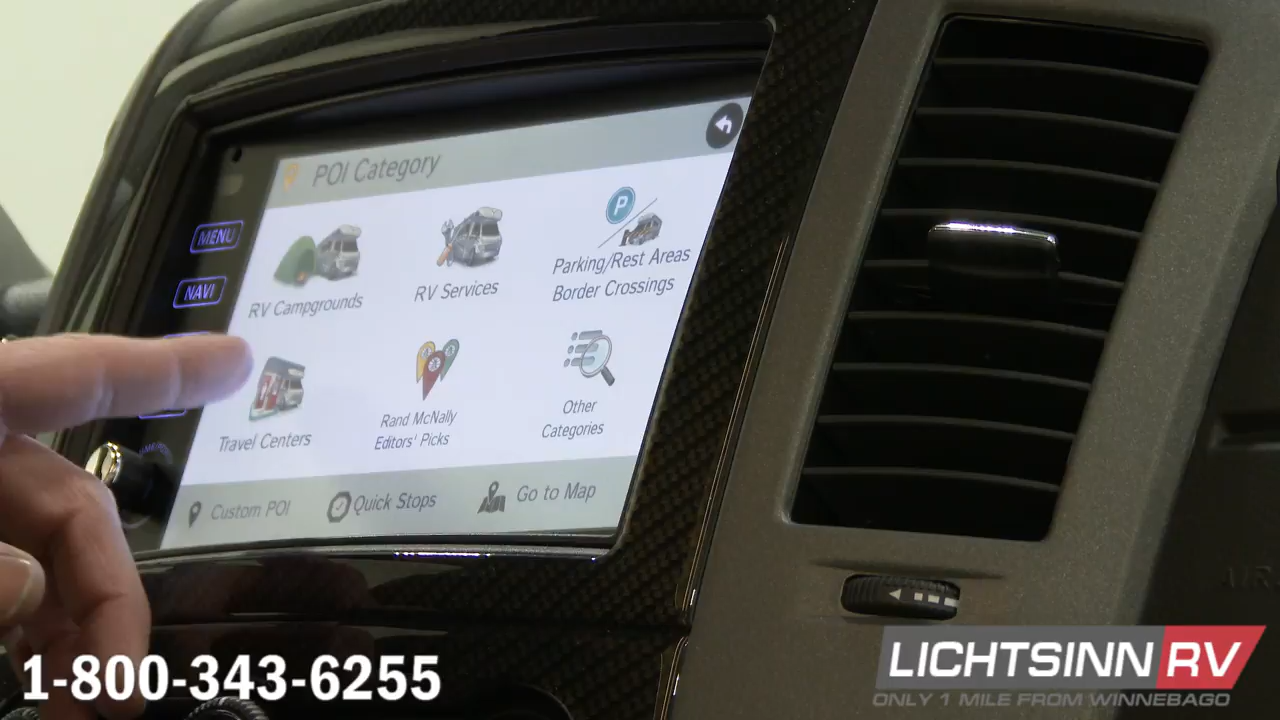 POI Category
MENU
NAVI
RV Campgrounds
RV Services
P
Parking/Rest Areas
Border Crossings
Travel Centers
Rand McNally
Editors' Picks
Other
Categories
Custom POI
Quick Stops
Go to Map
1-800-343-6255
LICHTSINN RV
ONLY 1 MILE FROM WINNEBAGO